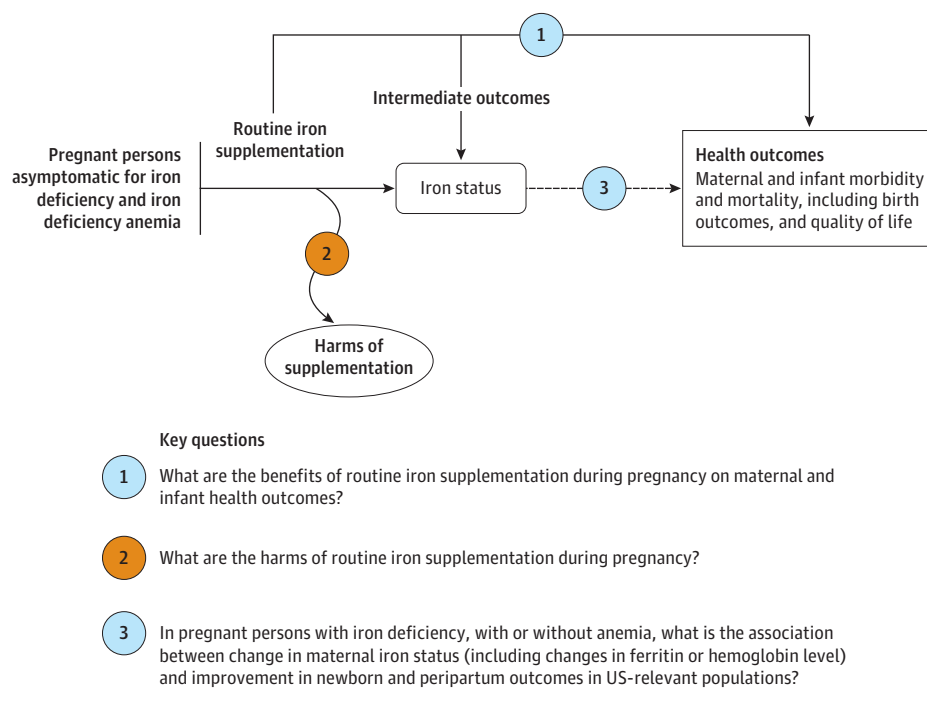 1
Intermediate outcomes
Routine iron
supplementation
Pregnant persons
asymptomatic for iron
deficiency and iron
deficiency anemia
Iron status
3
Health outcomes
Maternal and infant morbidity
and mortality, including birth
outcomes, and quality of life
2
Harms of
supplementation
Key questions
1
What are the benefits of routine iron supplementation during pregnancy on maternal and
infant health outcomes?
2
What are the harms of routine iron supplementation during pregnancy?
3
In pregnant persons with iron deficiency, with or without anemia, what is the association
between change in maternal iron status (including changes in ferritin or hemoglobin level)
and improvement in newborn and peripartum outcomes in US-relevant populations?